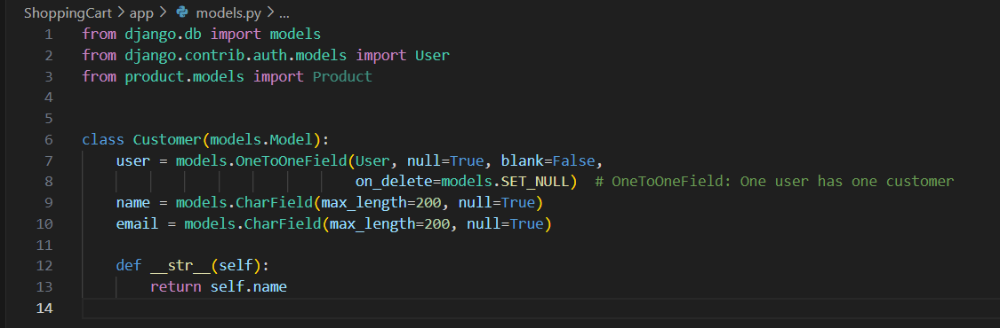 ShoppingCart > app > models.py > ...
1 from django.db import models
2 from django.contrib.auth.models import User
3 from product.models import Product
4
5
6 class Customer(models.Model):
7     user = models.OneToOneField(User, null=True, blank=False,
8                                 on_delete=models.SET_NULL)  # OneToOneField: One user has one customer
9     name = models.CharField(max_length=200, null=True)
10     email = models.CharField(max_length=200, null=True)
11
12     def __str__(self):
13         return self.name
14